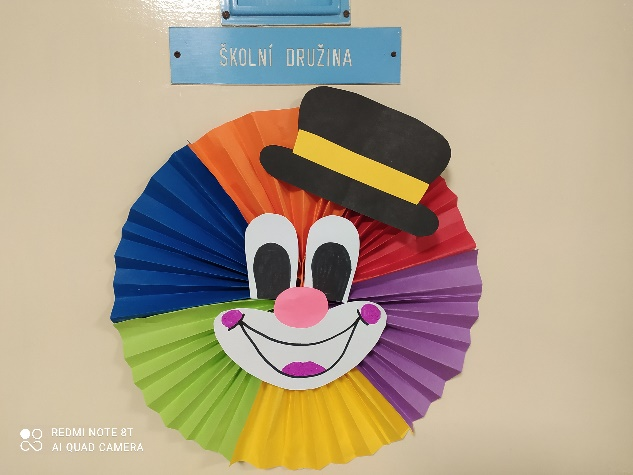 ŠKOLNÍ DRUŽINA
REDMI NOTE 8T
AI QUAD CAMERA